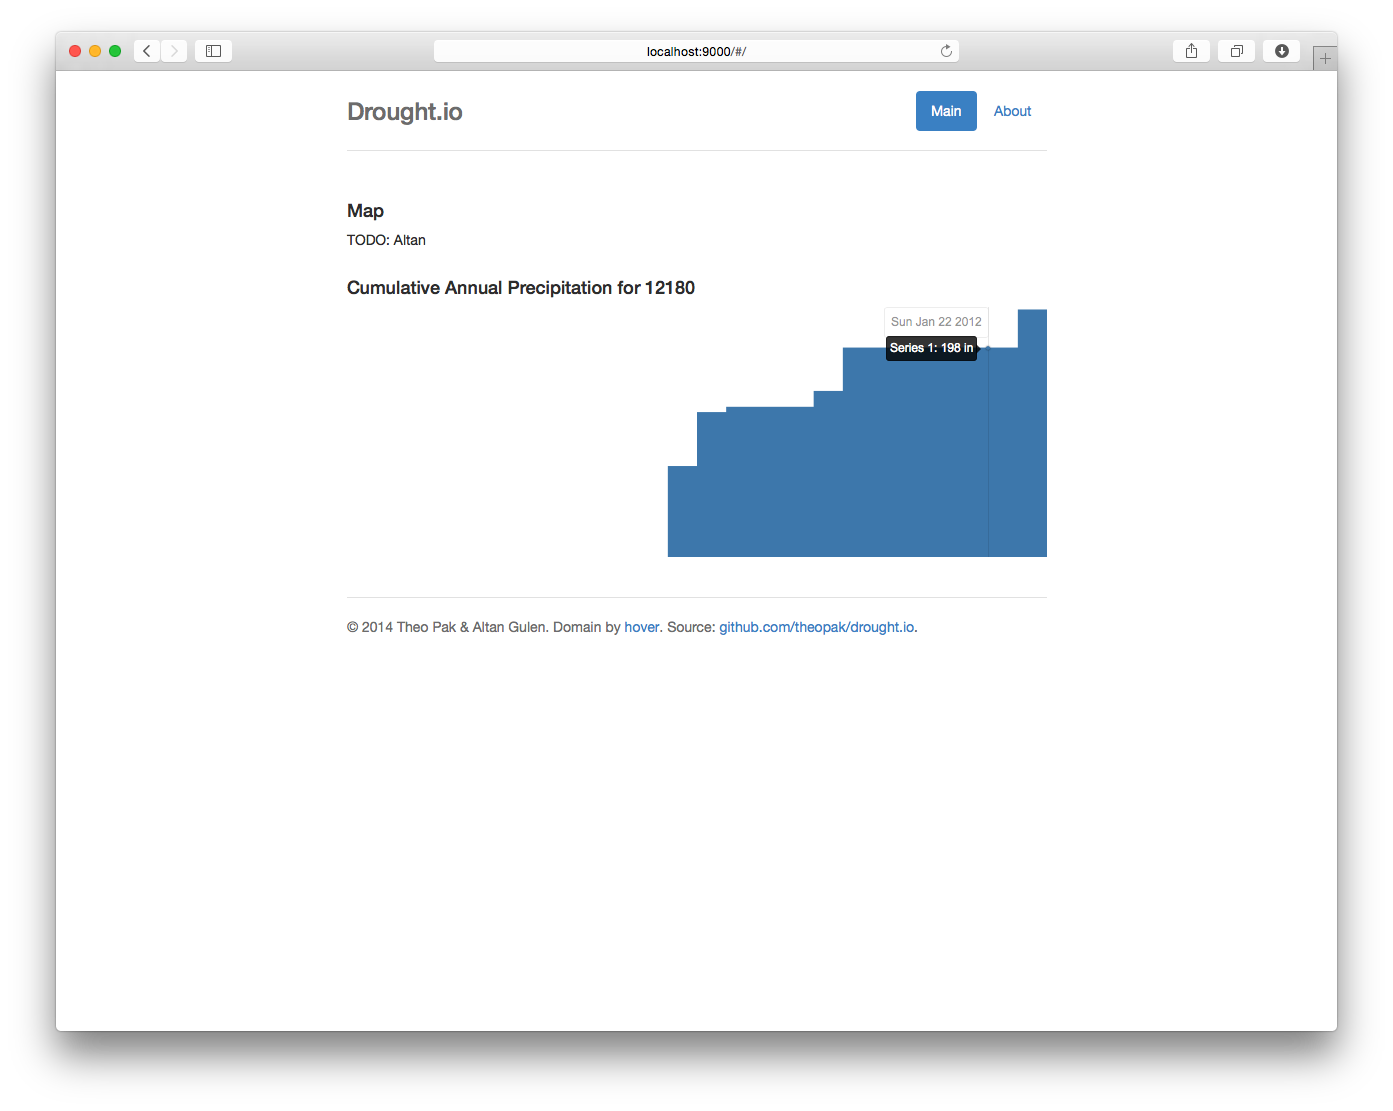 localhost:9000/#/
Drought.io
Main
About
Map
TODO: Altan
Cumulative Annual Precipitation for 12180
Sun Jan 22 2012
Series 1: 198 in
© 2014 Theo Pak & Altan Gulen. Domain by hover. Source: github.com/theopak/drought.io.